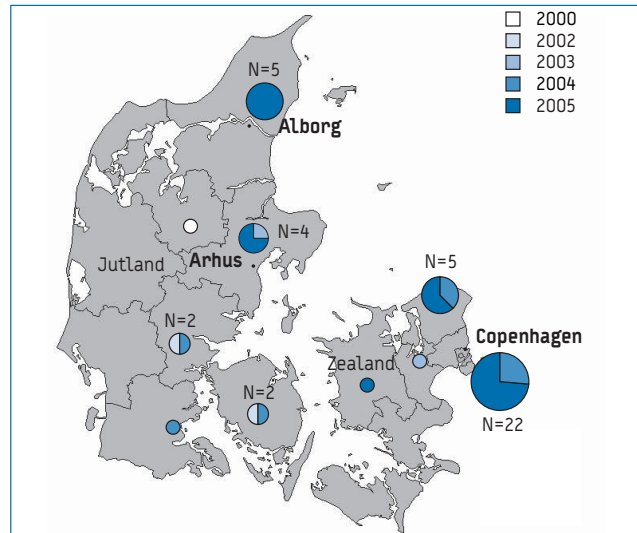 2000
2002
2003
2004
2005
N=5
Alborg
N=4
Jutland
Arhus
N=5
N=2
Copenhagen
Zealand
N=2
N=22